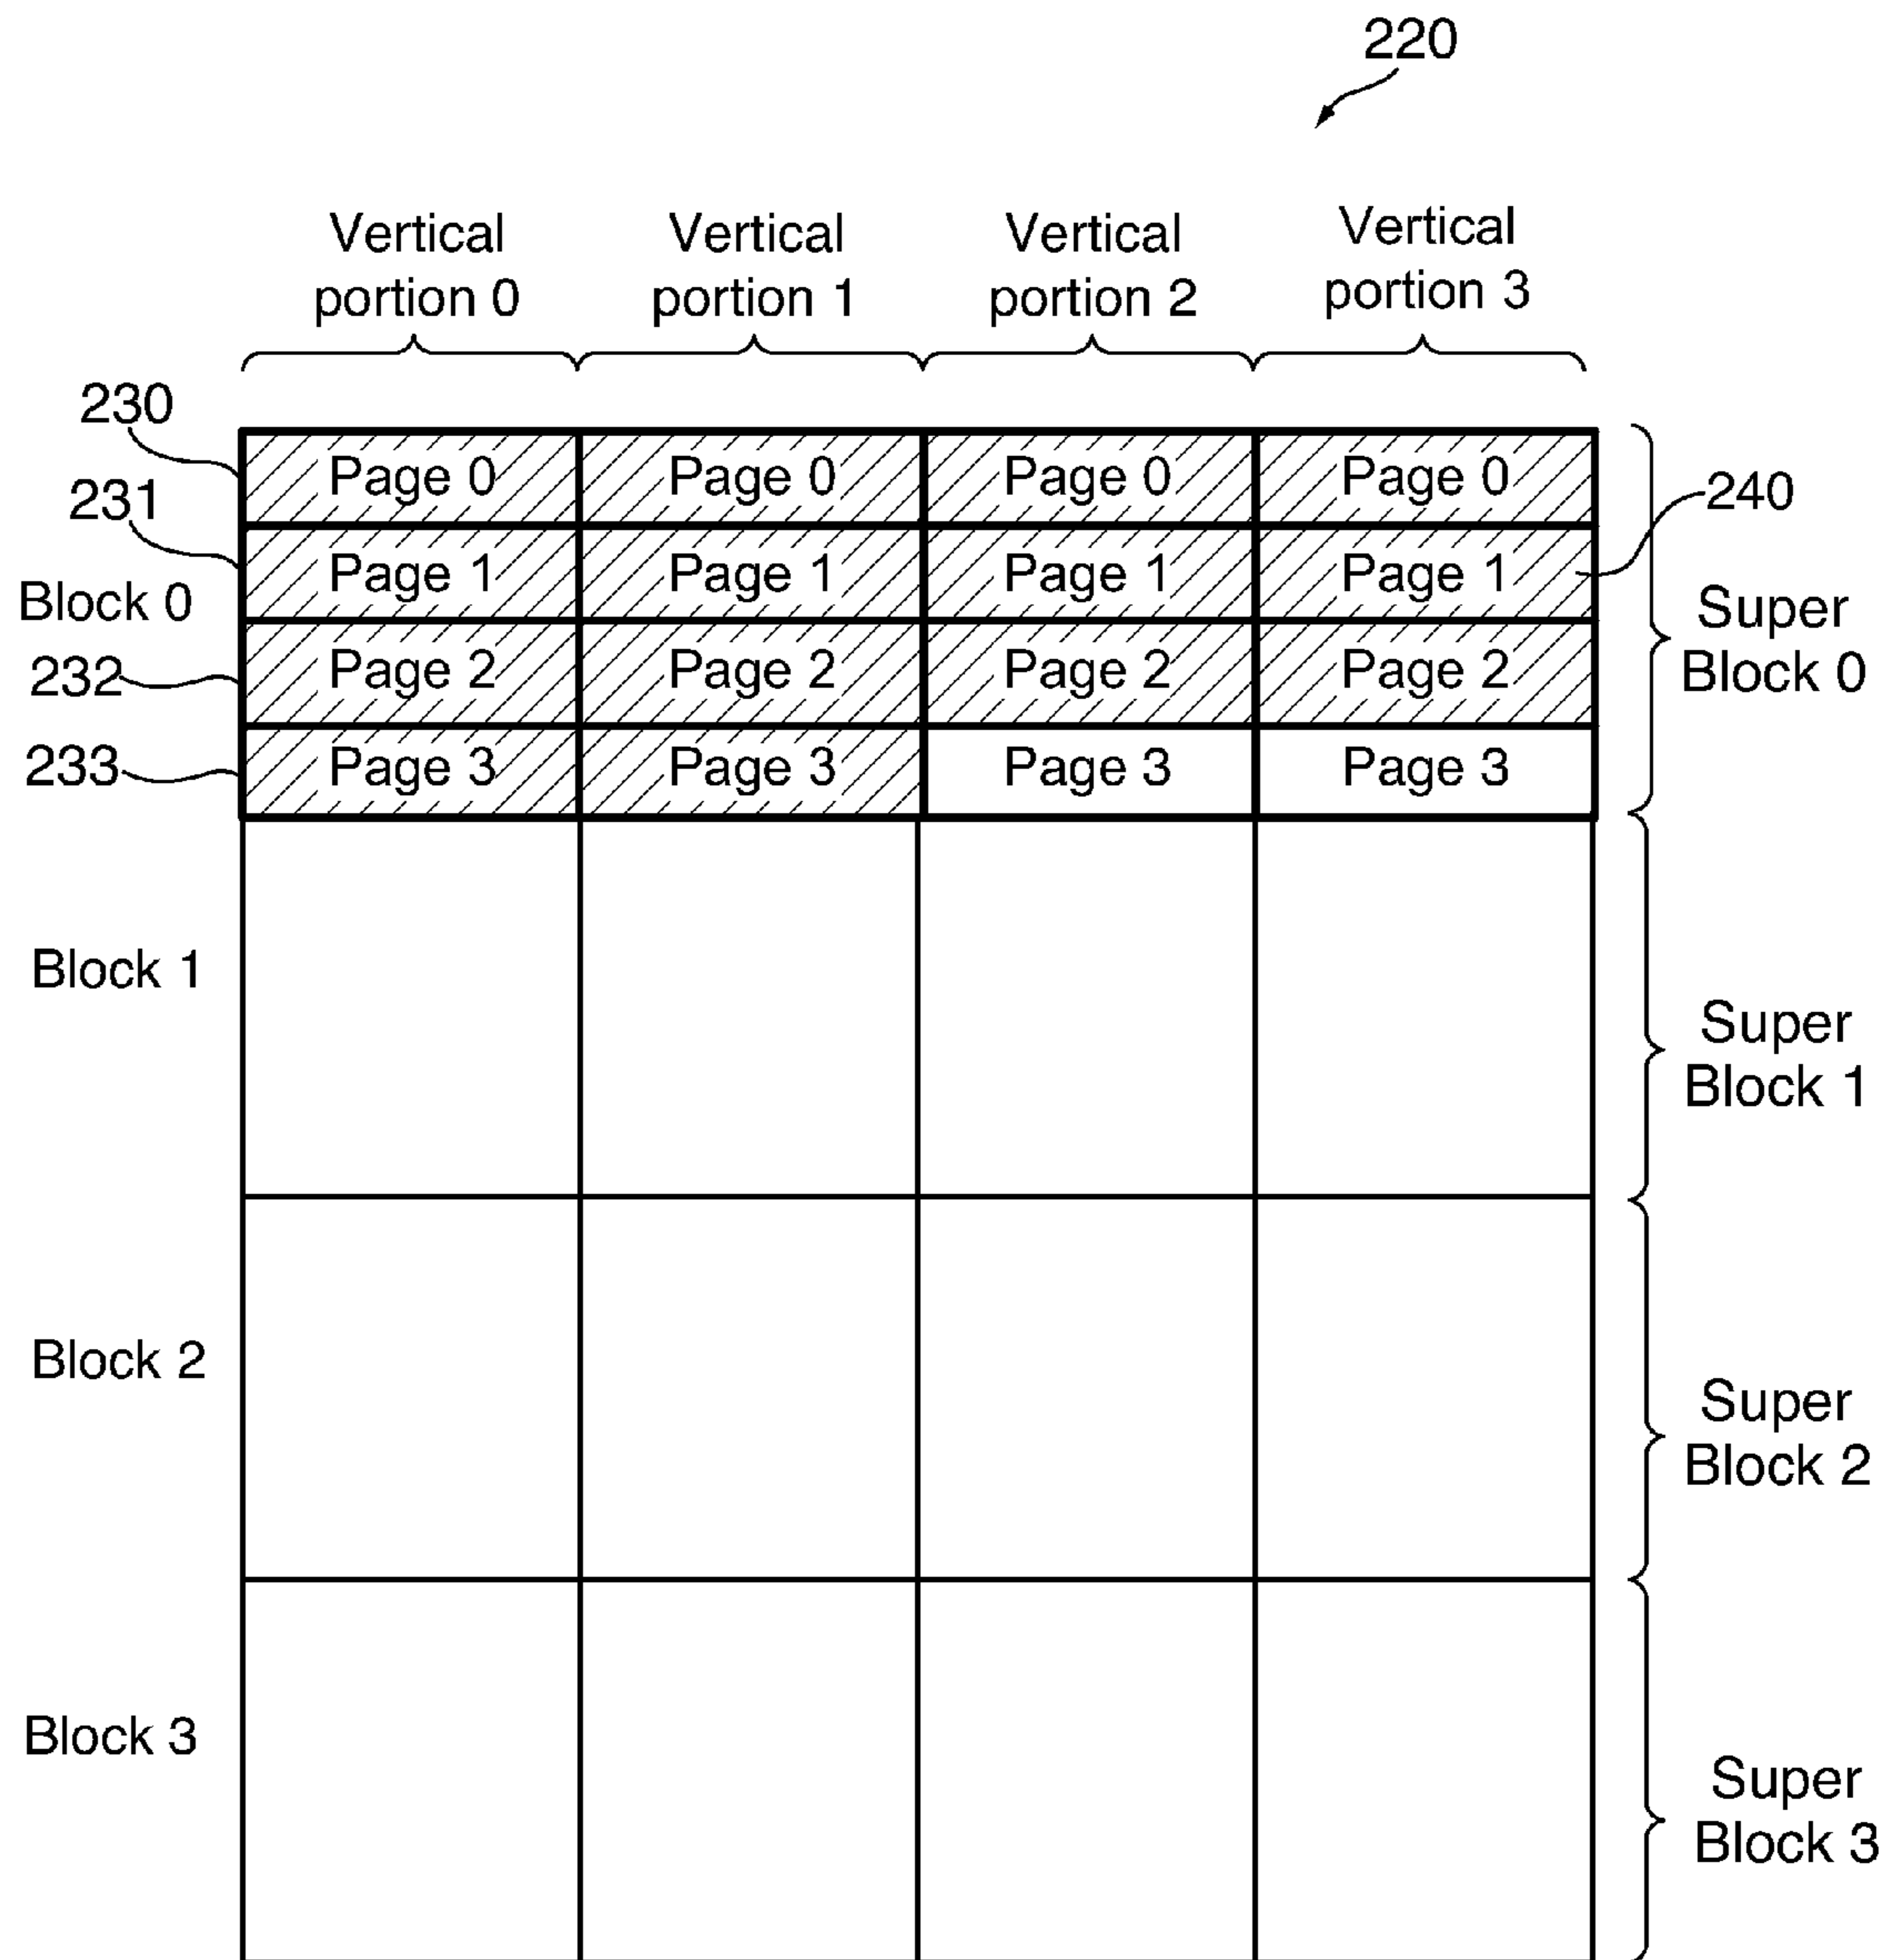 220
Vertical
portion 0
Vertical
portion 1
Vertical
portion 2
Vertical
portion 3
230
Page 0 Page 0 Page 0 Page 0
240
231
Page 1 Page 1 Page 1 Page 1
Block 0
Super
Block 0
232
Page 2 Page 2 Page 2 Page 2
233
Page 3 Page 3 Page 3 Page 3
Block 1
Super
Block 1
Block 2
Super
Block 2
Block 3
Super
Block 3